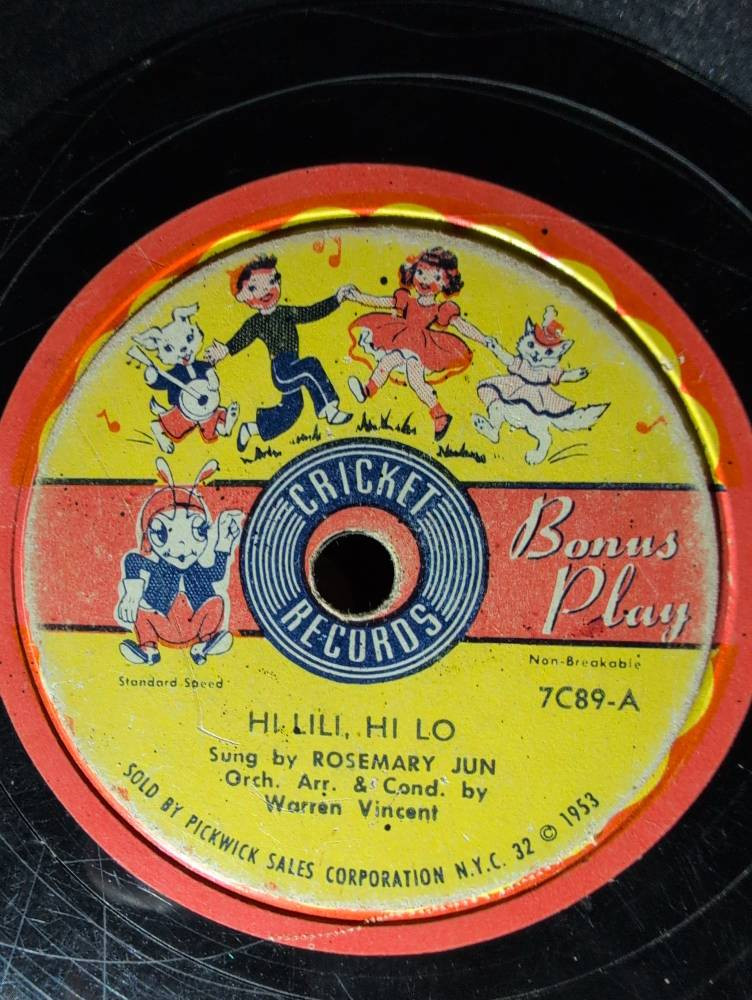 CRICKET
RECORDS
Bonus
Play
Non-Breakable
Standard Speed
7C89-A
HI LILI, HI LO
Sung by ROSEMARY JUN
Orch. Arr. & Cond. by
Warren Vincent
SOLD BY PICKWICK SALES CORPORATION N.Y.C. 32 © 1953